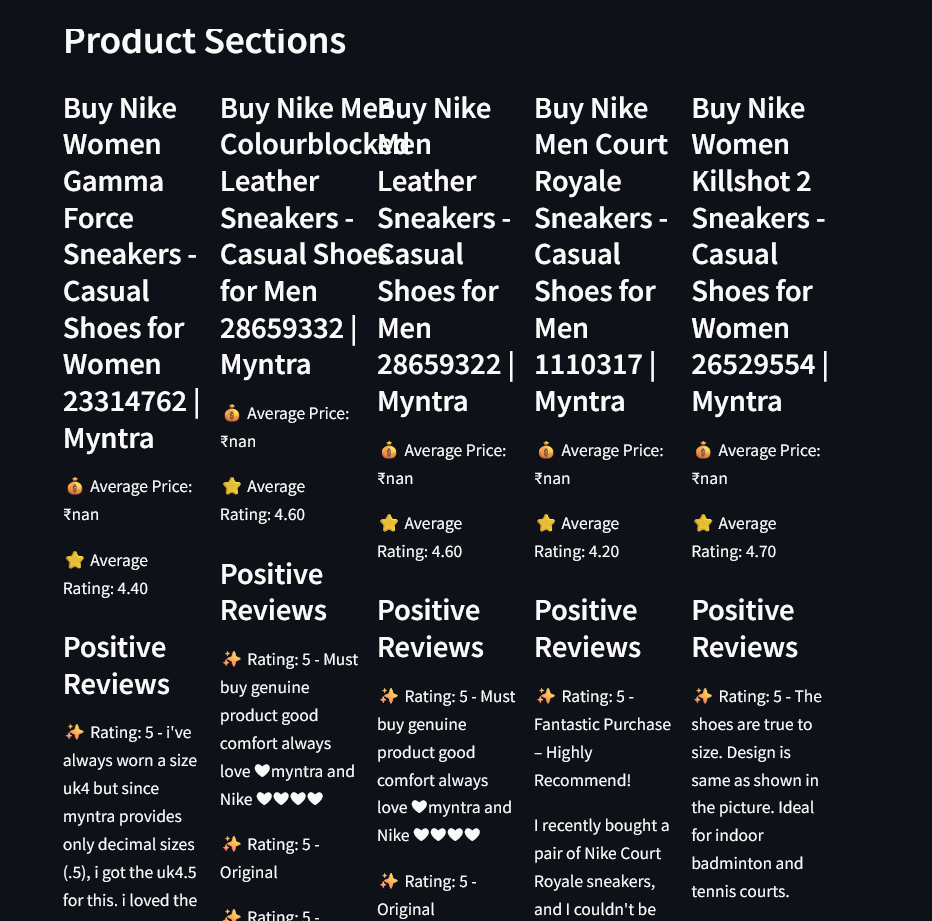 Product Sections
Buy Nike
Women
Gamma
Force
Sneakers -
Casual
Shoes for
Women
23314762 |
Myntra
💰 Average Price:
₹nan
⭐ Average
Rating: 4.40
Positive
Reviews
✨ Rating: 5 - i've
always worn a size
uk4 but since
myntra provides
only decimal sizes
(.5), i got the uk4.5
for this. i loved the
Buy Nike Men
Colourblocked
Leather
Sneakers -
Casual Shoes
for Men
28659332 |
Myntra
💰 Average Price:
₹nan
⭐ Average
Rating: 4.60
Positive
Reviews
✨ Rating: 5 - Must
buy genuine
product good
comfort always
love ❤myntra and
Nike ❤❤❤❤
✨ Rating: 5 -
Original
✨ Rating: 5 -
Buy Nike
Men
Leather
Sneakers -
Casual
Shoes for
Men
28659322 |
Myntra
💰 Average Price:
₹nan
⭐ Average
Rating: 4.60
Positive
Reviews
✨ Rating: 5 - Must
buy genuine
product good
comfort always
love ❤myntra and
Nike ❤❤❤❤
✨ Rating: 5 -
Original
Buy Nike
Men Court
Royale
Sneakers -
Casual
Shoes for
Men
1110317 |
Myntra
💰 Average Price:
₹nan
⭐ Average
Rating: 4.20
Positive
Reviews
✨ Rating: 5 -
Fantastic Purchase
– Highly
Recommend!
I recently bought a
pair of Nike Court
Royale sneakers,
and I couldn't be
Buy Nike
Women
Killshot 2
Sneakers -
Casual
Shoes for
Women
26529554 |
Myntra
💰 Average Price:
₹nan
⭐ Average
Rating: 4.70
Positive
Reviews
✨ Rating: 5 - The
shoes are true to
size. Design is
same as shown in
the picture. Ideal
for indoor
badminton and
tennis courts.